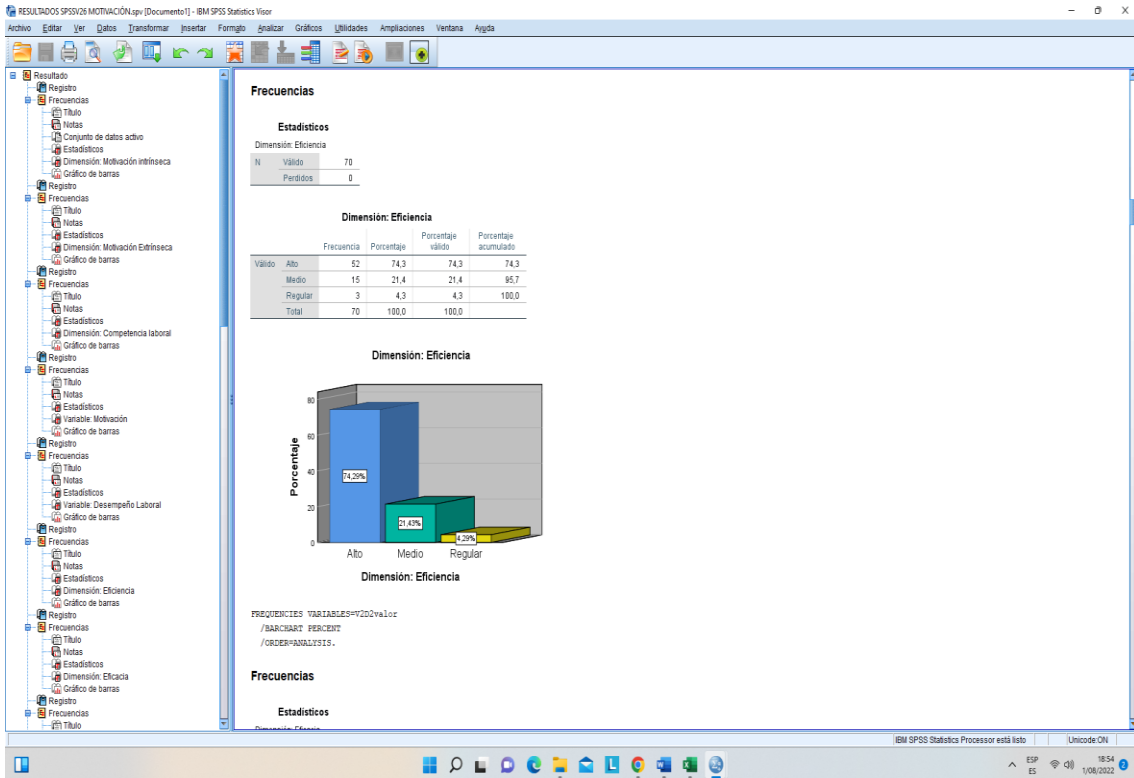 RESULTADOS SPSSV26 MOTIVACIÓN.spv [Documento1] - IBM SPSS Statistics Visor
Archivo Editar Ver Datos Transformar Insertar Formato Analizar Gráficos Utilidades Ampliaciones Ventana Ayuda
Resultado
Registro
Frecuencias
Título
Notas
Conjunto de datos activo
Estadísticos
Dimensión: Motivación intrínseca
Gráfico de barras
Registro
Frecuencias
Título
Notas
Estadísticos
Dimensión: Motivación Extrínseca
Gráfico de barras
Registro
Frecuencias
Título
Notas
Estadísticos
Dimensión: Competencia laboral
Gráfico de barras
Registro
Frecuencias
Título
Notas
Estadísticos
Variable: Motivación
Gráfico de barras
Registro
Frecuencias
Título
Notas
Estadísticos
Variable: Desempeño Laboral
Gráfico de barras
Registro
Frecuencias
Título
Notas
Estadísticos
Dimensión: Eficiencia
Gráfico de barras
Registro
Frecuencias
Título
Notas
Estadísticos
Dimensión: Eficacia
Gráfico de barras
Registro
Frecuencias
Título
Frecuencias
Estadísticos
Dimensión: Eficiencia
N Válido 70
Perdidos 0
Dimensión: Eficiencia
Frecuencia Porcentaje Porcentaje válido Porcentaje acumulado
Válido Alto 52 74,3 74,3 74,3
Medio 15 21,4 21,4 95,7
Regular 3 4,3 4,3 100,0
Total 70 100,0 100,0
Dimensión: Eficiencia
Porcentaje
80
60
40
20
0
74,29%
21,43%
4,29%
Alto Medio Regular
Dimensión: Eficiencia
FREQUENCIES VARIABLES=V2D2valor
/BARCHART PERCENT
/ORDER=ANALYSIS.
Frecuencias
Estadísticos
IBM SPSS Statistics Processor está listo Unicode:ON
ESP
ES
18:54
1/08/2022
2